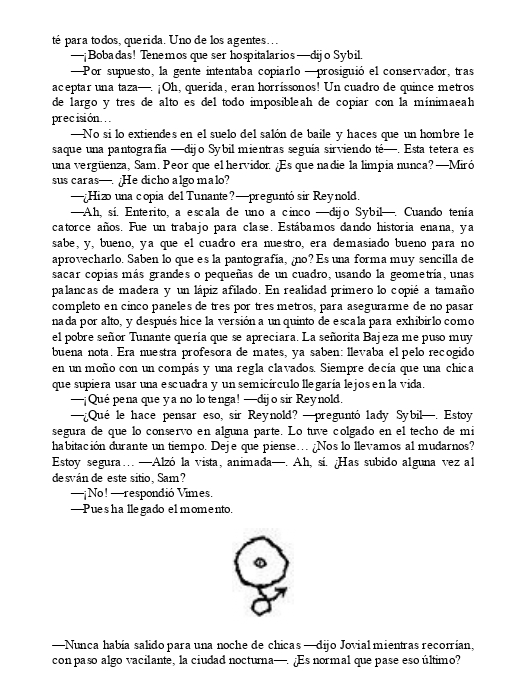 té para todos, querida. Uno de los agentes…
—¡Bobadas! Tenemos que ser hospitalarios —dijo Sybil.
—Por supuesto, la gente intentaba copiarlo —prosiguió el conservador, tras
aceptar una taza—. ¡Oh, querida, eran horríssonos! Un cuadro de quince metros
de largo y tres de alto es del todo imposibleah de copiar con la mínimaeah
precisión…
—No si lo extiendes en el suelo del salón de baile y haces que un hombre le
saque una pantografía —dijo Sybil mientras seguía sirviendo té—. Esta tetera es
una vergüenza, Sam. Peor que el hervidor. ¿Es que nadie la limpia nunca? —Miró
sus caras—. ¿He dicho algo malo?
—¿Hizo una copia del Tunante? —preguntó sir Reynold.
—Ah, sí. Enterito, a escala de uno a cinco —dijo Sybil—. Cuando tenía
catorce años. Fue un trabajo para clase. Estábamos dando historia enana, ya
sabe, y, bueno, ya que el cuadro era nuestro, era demasiado bueno para no
aprovecharlo. Saben lo que es la pantografía, ¿no? Es una forma muy sencilla de
sacar copias más grandes o pequeñas de un cuadro, usando la geometría, unas
palancas de madera y un lápiz afilado. En realidad primero lo copié a tamaño
completo en cinco paneles de tres por tres metros, para asegurarme de no pasar
nada por alto, y después hice la versión a un quinto de escala para exhibirlo como
el pobre señor Tunante quería que se apreciara. La señorita Bajeza me puso muy
buena nota. Era nuestra profesora de mates, ya saben: llevaba el pelo recogido
en un moño con un compás y una regla clavados. Siempre decía que una chica
que supiera usar una escuadra y un semicírculo llegaría lejos en la vida.
—¡Qué pena que ya no lo tenga! —dijo sir Reynold.
—¿Qué le hace pensar eso, sir Reynold? —preguntó lady Sybil—. Estoy
segura de que lo conservo en alguna parte. Lo tuve colgado en el techo de mi
habitación durante un tiempo. Deje que piense… ¿Nos lo llevamos al mudarnos?
Estoy segura… —Alzó la vista, animada—. Ah, sí. ¿Has subido alguna vez al
desván de este sitio, Sam?
—¡No! —respondió Vimes.
—Pues ha llegado el momento.
—Nunca había salido para una noche de chicas —dijo Jovial mientras recorrían,
con paso algo vacilante, la ciudad nocturna—. ¿Es normal que pase eso último?